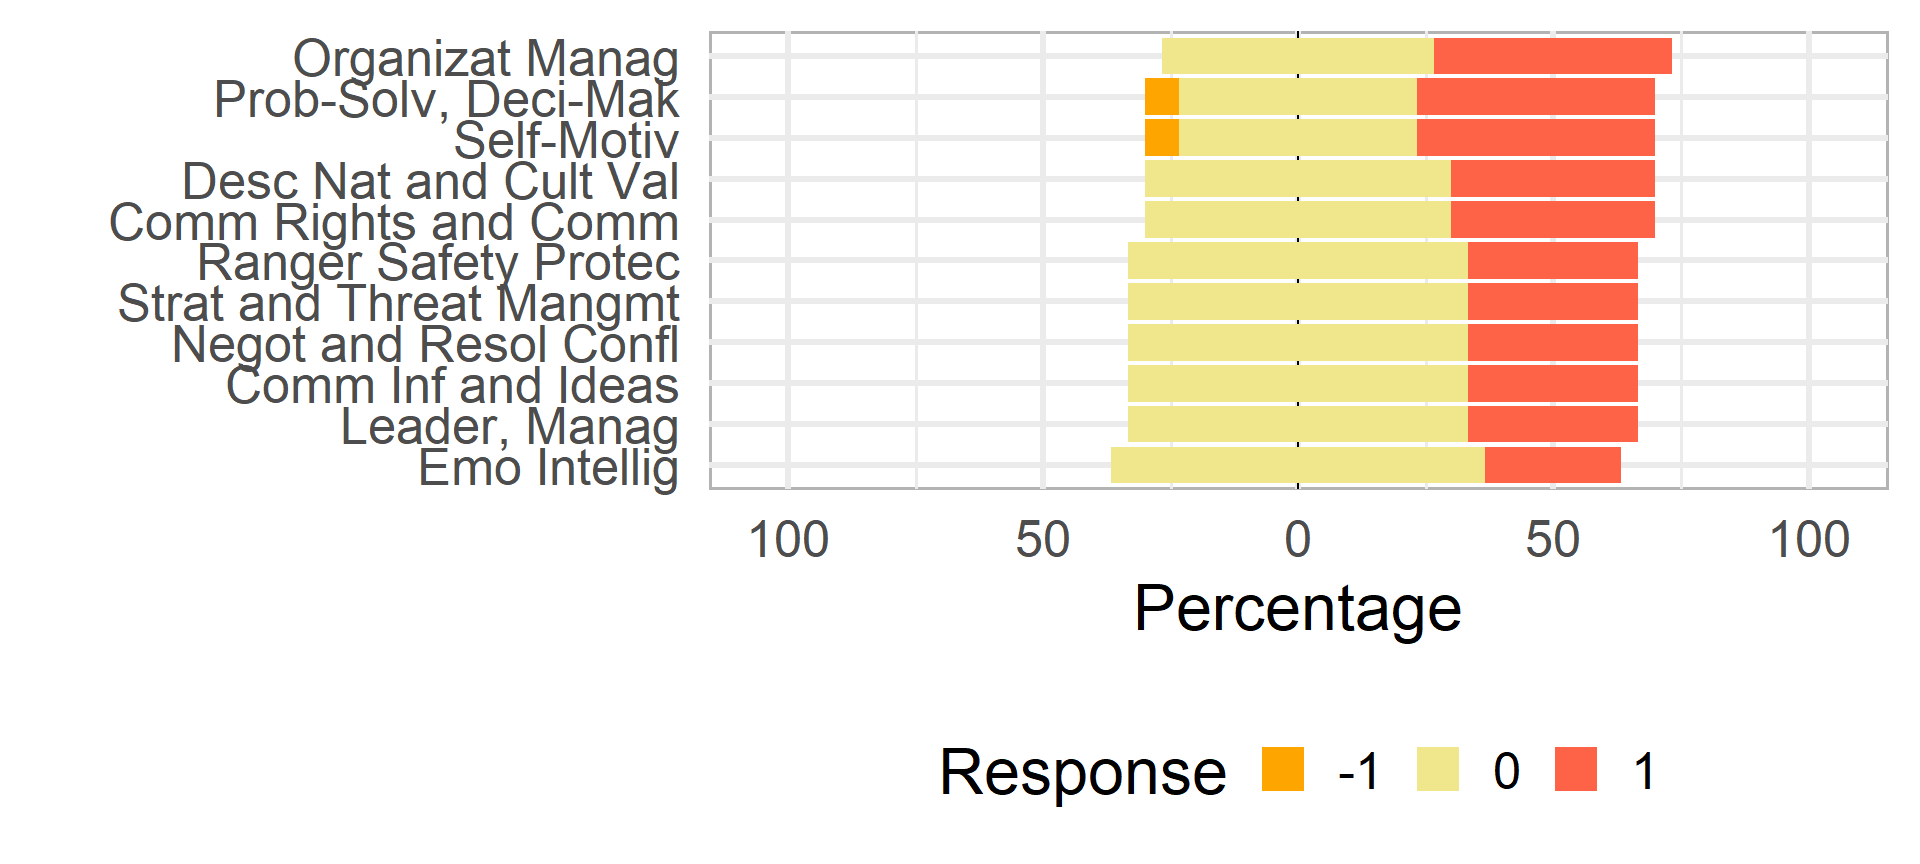 Organizat Manag
Prob-Solv, Deci-Mak
Self-Motiv
Desc Nat and Cult Val
Comm Rights and Comm
Ranger Safety Protec
Strat and Threat Mangmt
Negot and Resol Confl
Comm Inf and Ideas
Leader, Manag
Emo Intellig
100 50 0 50 100
Percentage
Response -1 0 1